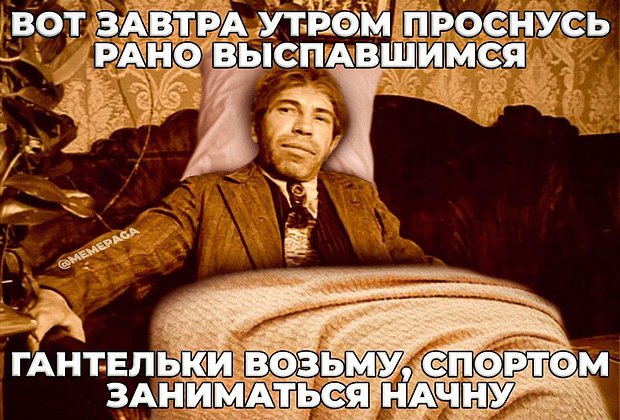 ВОТ ЗАВТРА УТРОМ ПРОСНУСЬ
РАНО ВЫСПАВШИМСЯ
@MEMEPAGA
ГАНТЕЛЬКИ ВОЗЬМУ, СПОРТОМ
ЗАНИМАТЬСЯ НАЧНУ